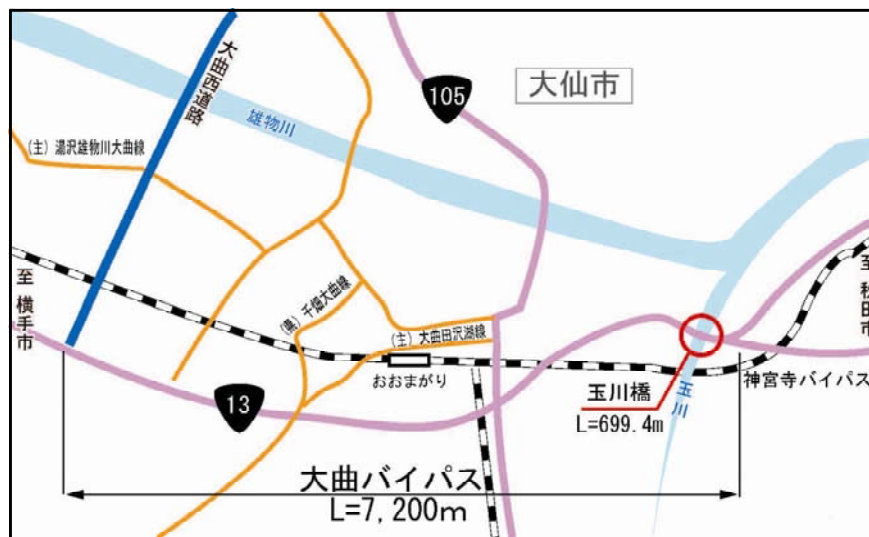 大曲西道路
105
大仙市
雄物川
(主)湯沢雄物川大曲線
至 横手市
(県)千畑大曲線
(主)大曲田沢湖線
至 秋田市
おおまがり
13
玉川橋
L=699.4m
玉川
神宮寺バイパス
大曲バイパス
L=7,200m